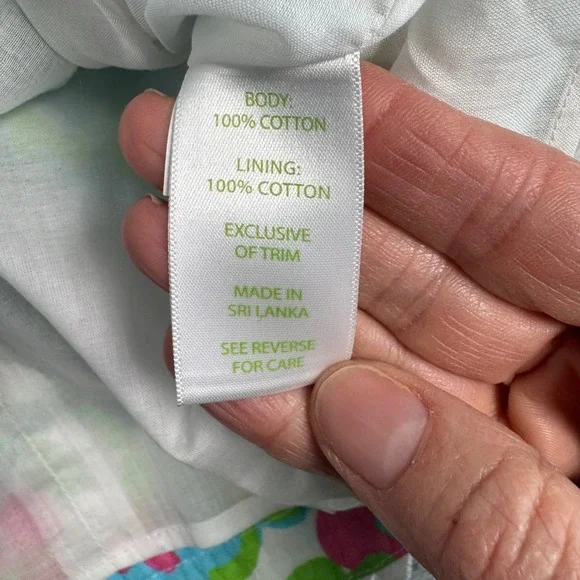 BODY:
100% COTTON
LINING:
100% COTTON
EXCLUSIVE
OF TRIM
MADE IN
SRI LANKA
SEE REVERSE
FOR CARE